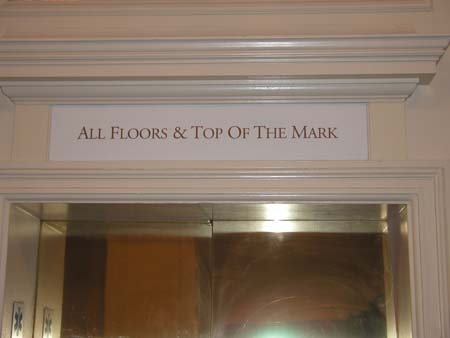 ALL FLOORS & TOP OF THE MARK